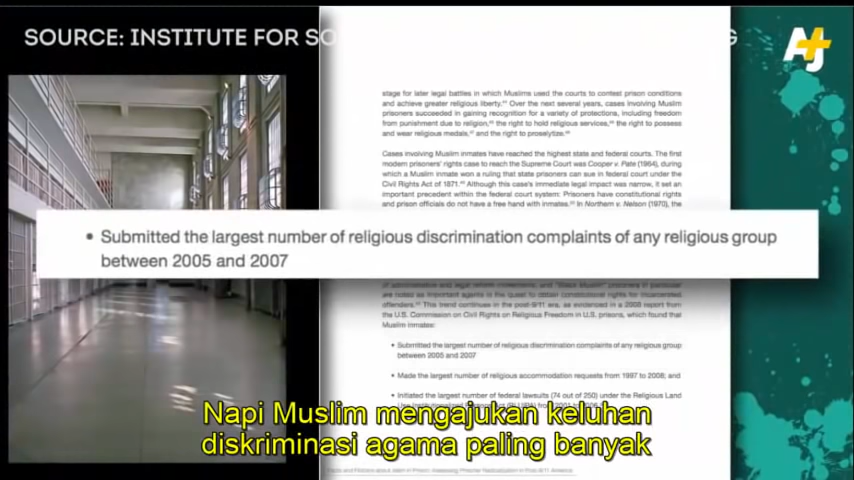 SOURCE: INSTITUTE FOR SO
G
stage for later legal battles in which Muslims used the courts to contest prison conditions
and achieve greater religious liberty. Over the next several years, cases involving Muslim
prisoners succeeded in gaining recognition for a variety of protections, including freedom
from punishment due to religion, the right to hold religious services, the right to possess
and wear religious medals, and the right to proselytize.
Cases involving Muslim inmates have reached the highest state and federal courts. The first
modern prisoners' rights case to reach the Supreme Court was Cooper v. Pate (1964), during
which a Muslim inmate won a ruling that state prisoners can sue in federal court under the
Civil Rights Act of 1871. Although this case's immediate legal impact was narrow, it set an
important precedent within the federal court system: Prisoners have constitutional rights
and prison officials do not have a free hand with inmates. In Northern v. Nelson (1970), the
• Submitted the largest number of religious discrimination complaints of any religious group
between 2005 and 2007
are noted as important agents in the quest to obtain constitutional rights for incarcerated
offenders. This trend continues in the post-9/11 era, as evidenced in a 2008 report from
the U.S. Commission on Civil Rights on Religious Freedom in U.S. prisons, which found that
Muslim inmates:
• Submitted the largest number of religious discrimination complaints of any religious group
between 2005 and 2007
• Made the largest number of religious accommodation requests from 1997 to 2008; and
• Initiated the largest number of federal lawsuits (74 out of 250) under the Religious Land
Napi Muslim mengajukan keluhan
diskriminasi agama paling banyak